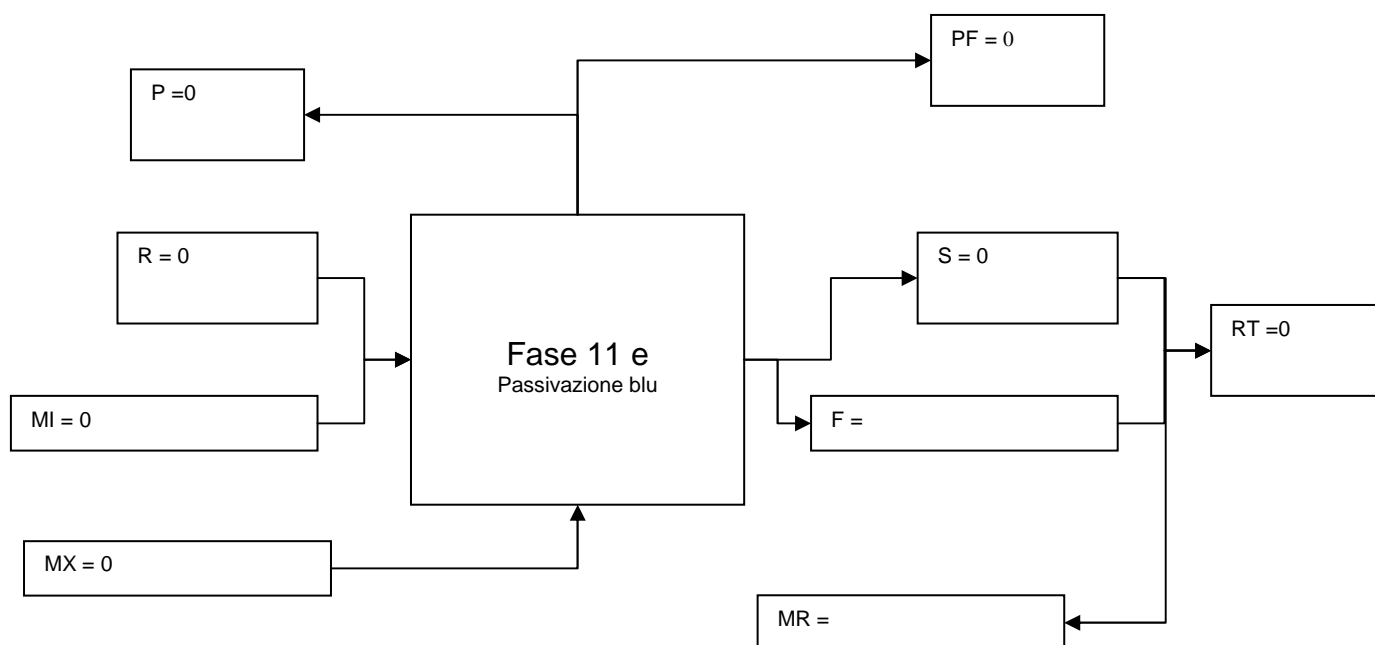 PF = 0
P =0
R = 0
S = 0
RT =0
Fase 11 e
Passivazione blu
MI = 0
F =
MX = 0
MR =